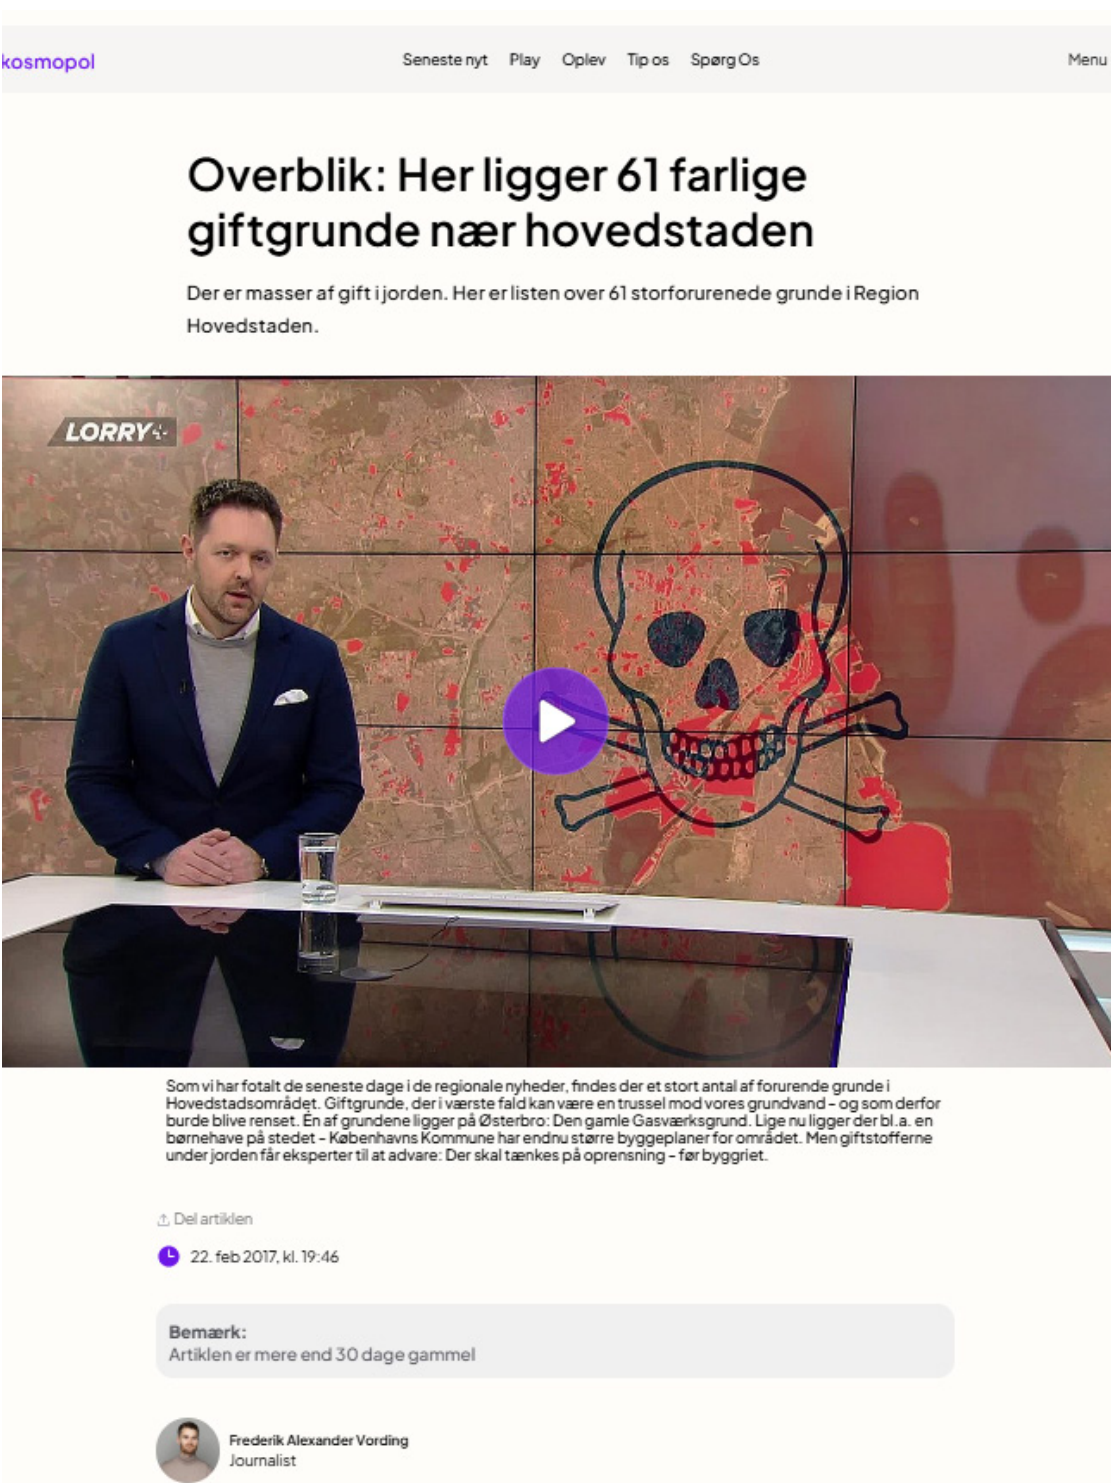 kosmopol
Seneste nyt Play Oplev Tip os Spørg Os
Menu
Overblik: Her ligger 61 farlige
giftgrunde nær hovedstaden
Der er masser af gift i jorden. Her er listen over 61 storforurenede grunde i Region
Hovedstaden.
LORRY
Som vi har fotalt de seneste dage i de regionale nyheder, findes der et stort antal af forurende grunde i
Hovedstadsområdet. Giftgrunde, der i værste fald kan være en trussel mod vores grundvand – og som derfor
burde blive renset. Én af grundene ligger på Østerbro: Den gamle Gasværksgrund. Lige nu ligger der bl.a. en
børnehave på stedet – Københavns Kommune har endnu større byggeplaner for området. Men giftstofferne
under jorden får eksperter til at advare: Der skal tænkes på oprensning – før byggriet.
Del artiklen
22. feb 2017, kl. 19:46
Bemærk:
Artiklen er mere end 30 dage gammel
Frederik Alexander Vording
Journalist